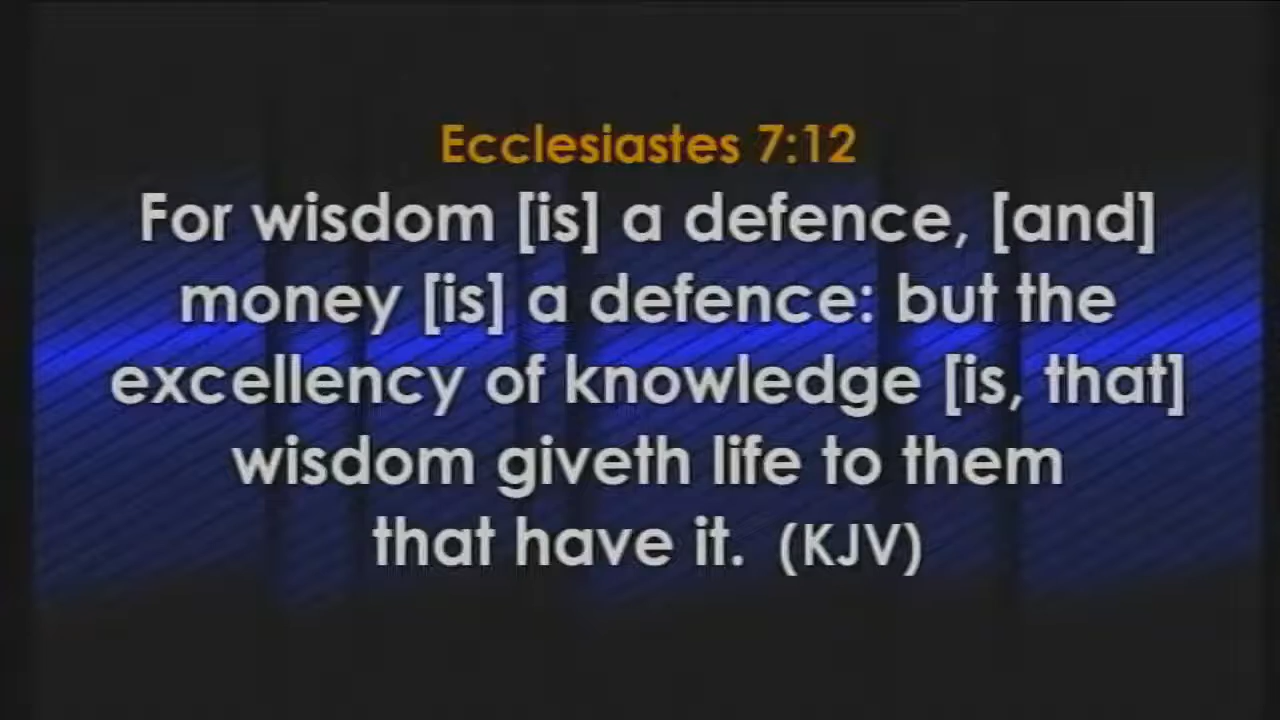 Ecclesiastes 7:12
For wisdom [is] a defence, [and]
money [is] a defence: but the
excellency of knowledge [is, that]
wisdom giveth life to them
that have it. (KJV)